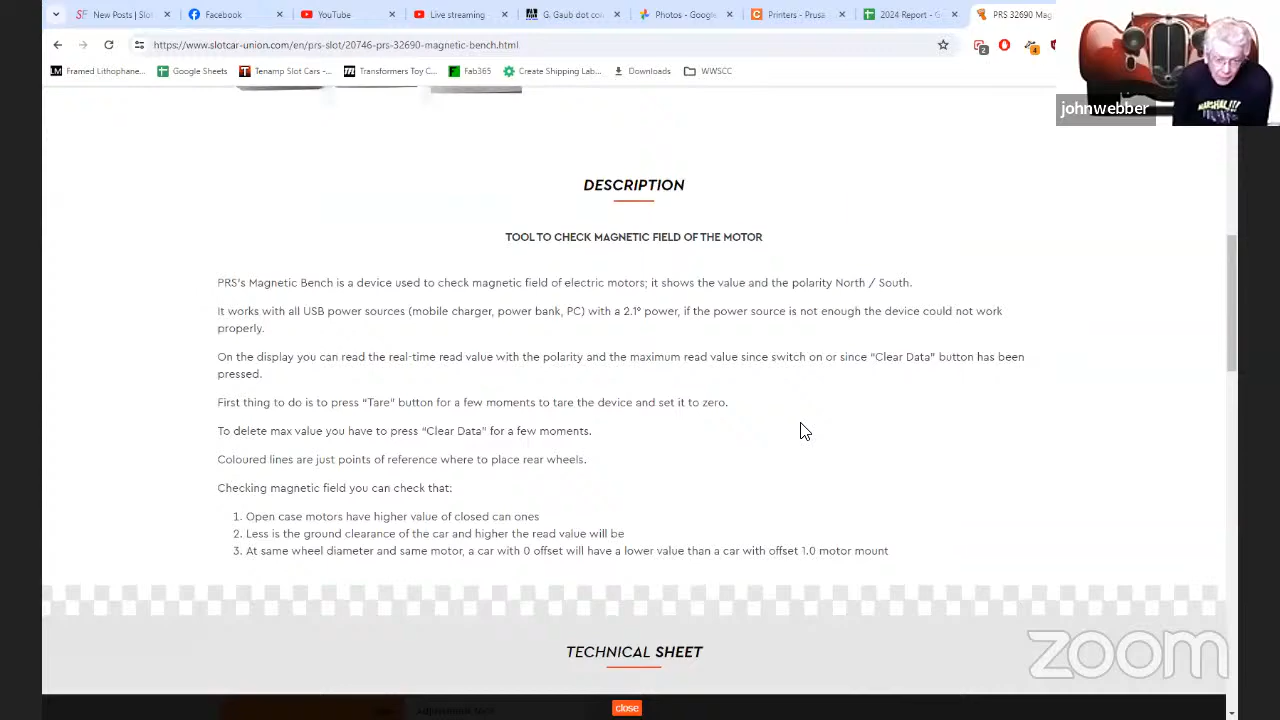 New Posts | Slot
Facebook
YouTube
Live streaming
G. Gaub dot co
Photos - Google
Printers - Prusa
2024 Report - G
PRS 32690 Mag
https://www.slotcar-union.com/en/prs-slot/20746-prs-32690-magnetic-bench.html
Framed Lithophane...
Google Sheets
Tenamp Slot Cars -...
Transformers Toy C...
Fab365
Create Shipping Lab...
Downloads
WWSCC
MARSHAL!!!
johnwebber
DESCRIPTION
TOOL TO CHECK MAGNETIC FIELD OF THE MOTOR
PRS's Magnetic Bench is a device used to check magnetic field of electric motors; it shows the value and the polarity North / South.
It works with all USB power sources (mobile charger, power bank, PC) with a 2.1° power, if the power source is not enough the device could not work
properly.
On the display you can read the real-time read value with the polarity and the maximum read value since switch on or since “Clear Data” button has been
pressed.
First thing to do is to press “Tare” button for a few moments to tare the device and set it to zero.
To delete max value you have to press “Clear Data” for a few moments.
Coloured lines are just points of reference where to place rear wheels.
Checking magnetic field you can check that:
1. Open case motors have higher value of closed can ones
2. Less is the ground clearance of the car and higher the read value will be
3. At same wheel diameter and same motor, a car with 0 offset will have a lower value than a car with offset 1.0 motor mount
TECHNICAL SHEET
zoom
Adjustment tool
close